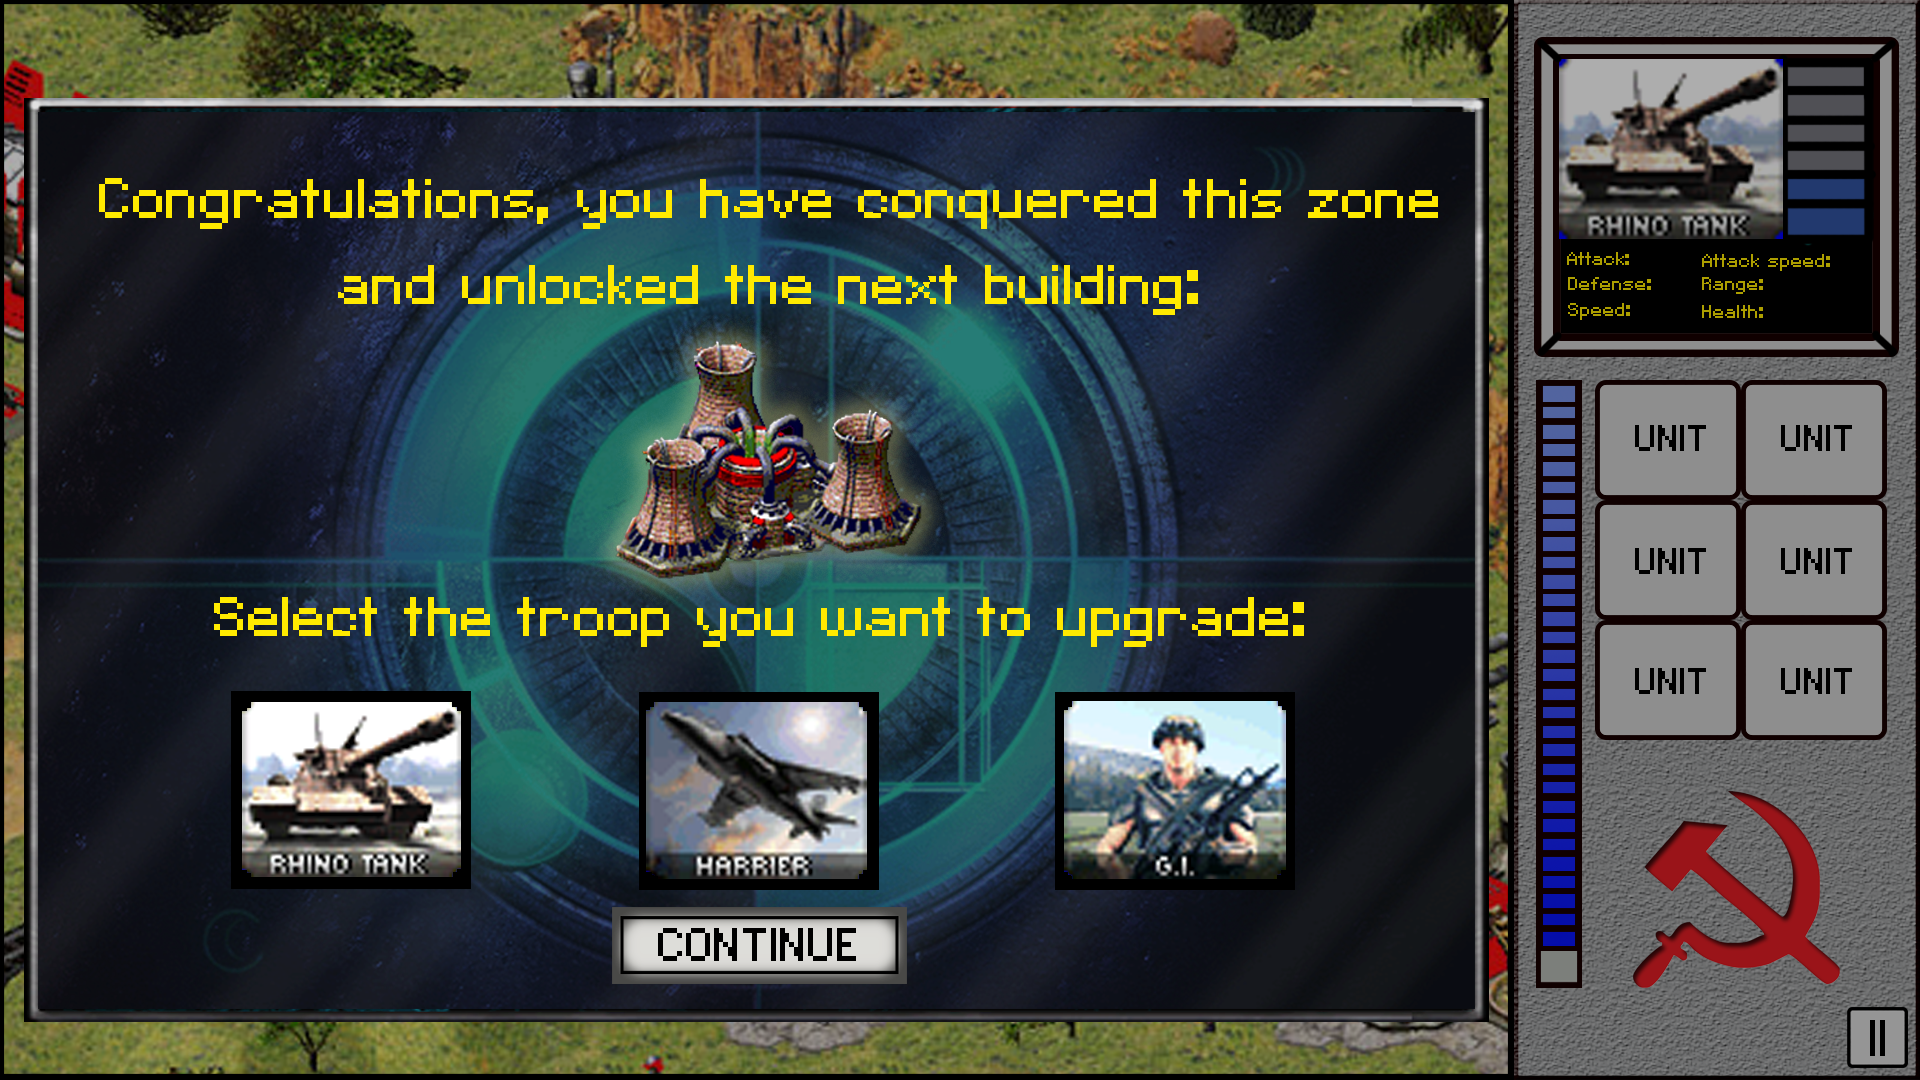 Congratulations, you have conquered this zone
and unlocked the next building:
Select the troop you want to upgrade:
RHINO TANK
HARRIER
G.I.
CONTINUE
RHINO TANK
Attack:
Attack speed:
Defense:
Range:
Speed:
Health:
UNIT
UNIT
UNIT
UNIT
UNIT
UNIT